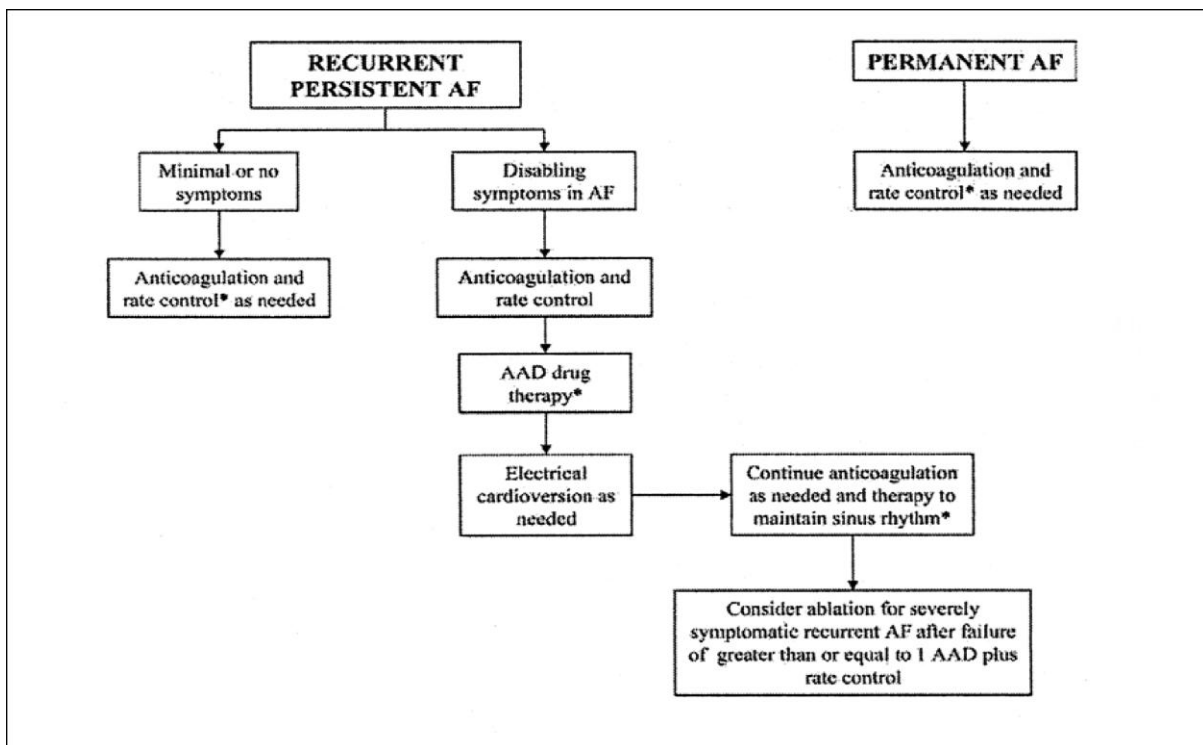 RECURRENT
PERSISTENT AF
PERMANENT AF
Minimal or no
symptoms
Disabling
symptoms in AF
Anticoagulation and
rate control* as needed
Anticoagulation and
rate control* as needed
Anticoagulation and
rate control
AAD drug
therapy*
Electrical
cardioversion as
needed
Continue anticoagulation
as needed and therapy to
maintain sinus rhythm*
Consider ablation for severely
symptomatic recurrent AF after failure
of greater than or equal to 1 AAD plus
rate control